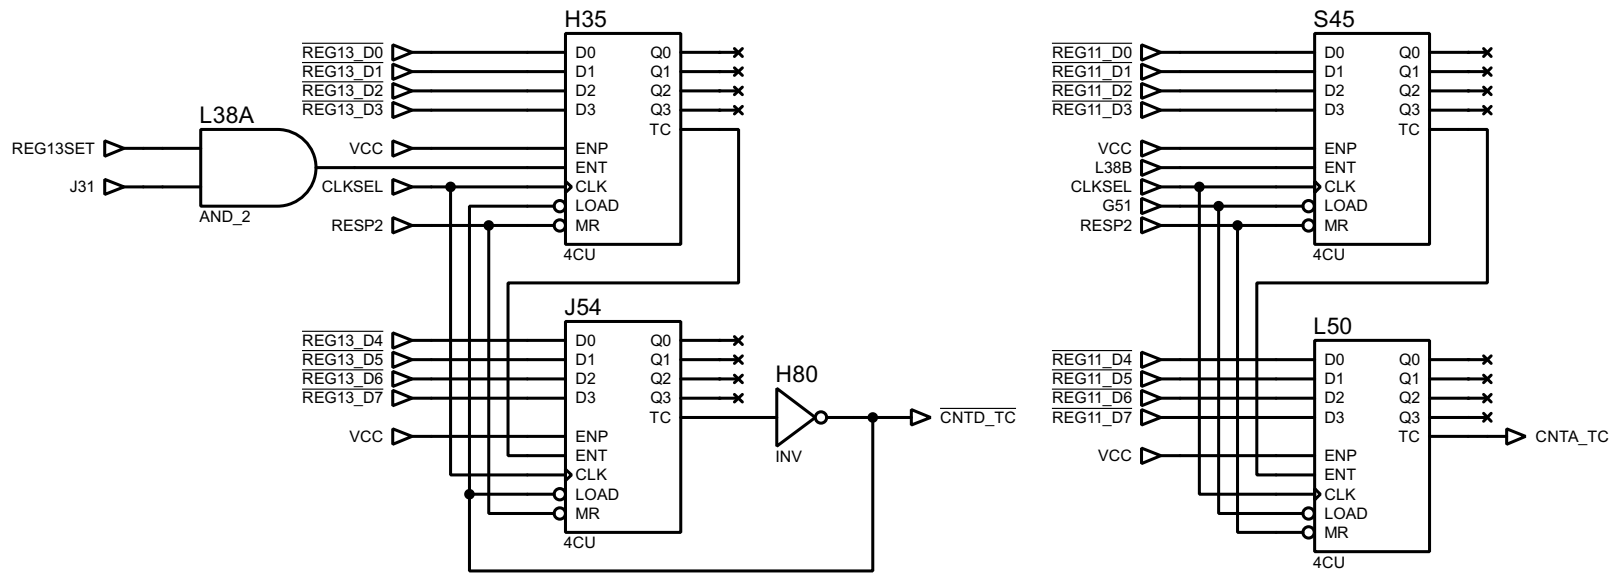 H35
REG13_D0 D0 Q0
REG13_D1 D1 Q1
REG13_D2 D2 Q2
REG13_D3 D3 Q3
TC
L38A
REG13SET
VCC ENP
ENT
J31
CLKSEL CLK
LOAD
AND_2
RESP2 MR
4CU
J54
REG13_D4 D0 Q0
REG13_D5 D1 Q1
REG13_D6 D2 Q2
REG13_D7 D3 Q3
TC
H80
INV
CNTD_TC
VCC ENP
ENT
CLK
LOAD
MR
4CU
S45
REG11_D0 D0 Q0
REG11_D1 D1 Q1
REG11_D2 D2 Q2
REG11_D3 D3 Q3
TC
VCC ENP
L38B ENT
CLKSEL CLK
G51 LOAD
RESP2 MR
4CU
L50
REG11_D4 D0 Q0
REG11_D5 D1 Q1
REG11_D6 D2 Q2
REG11_D7 D3 Q3
TC CNTA_TC
VCC ENP
ENT
CLK
LOAD
MR
4CU